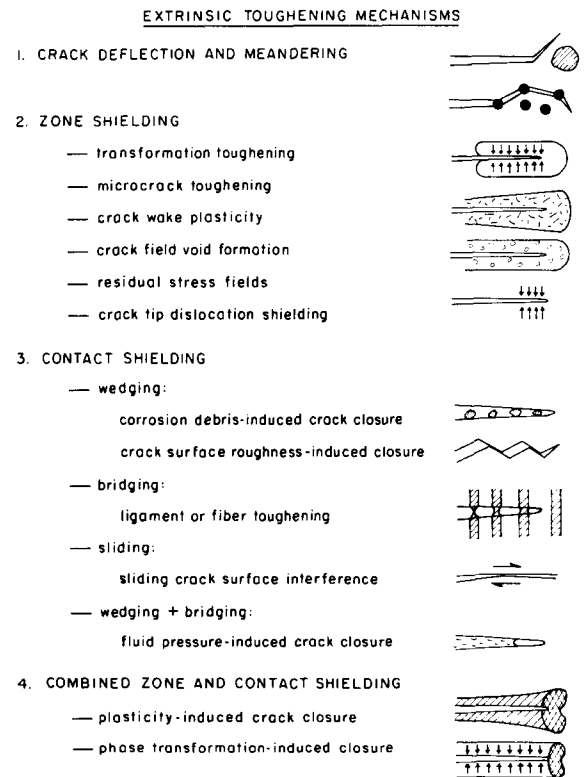 EXTRINSIC TOUGHENING MECHANISMS
1. CRACK DEFLECTION AND MEANDERING
2. ZONE SHIELDING
— transformation toughening
— microcrack toughening
— crack wake plasticity
— crack field void formation
— residual stress fields
— crack tip dislocation shielding
3. CONTACT SHIELDING
— wedging:
corrosion debris-induced crack closure
crack surface roughness-induced closure
— bridging:
ligament or fiber toughening
— sliding:
sliding crack surface interference
— wedging + bridging:
fluid pressure-induced crack closure
4. COMBINED ZONE AND CONTACT SHIELDING
— plasticity-induced crack closure
— phase transformation-induced closure